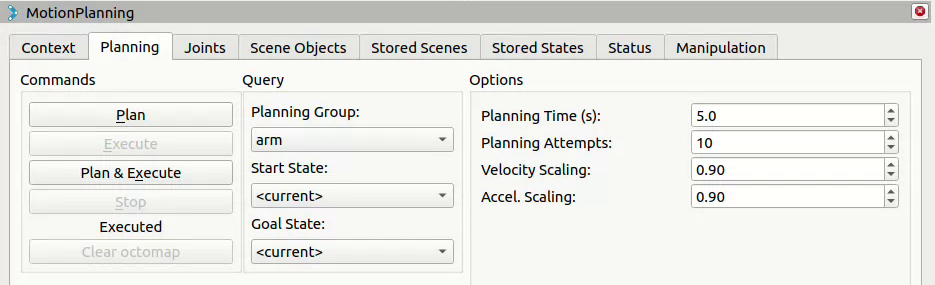 MotionPlanning
Context Planning Joints Scene Objects Stored Scenes Stored States Status Manipulation
Commands
Plan
Execute
Plan & Execute
Stop
Executed
Clear octomap
Query
Planning Group:
arm
Start State:
<current>
Goal State:
<current>
Options
Planning Time (s): 5.0
Planning Attempts: 10
Velocity Scaling: 0.90
Accel. Scaling: 0.90